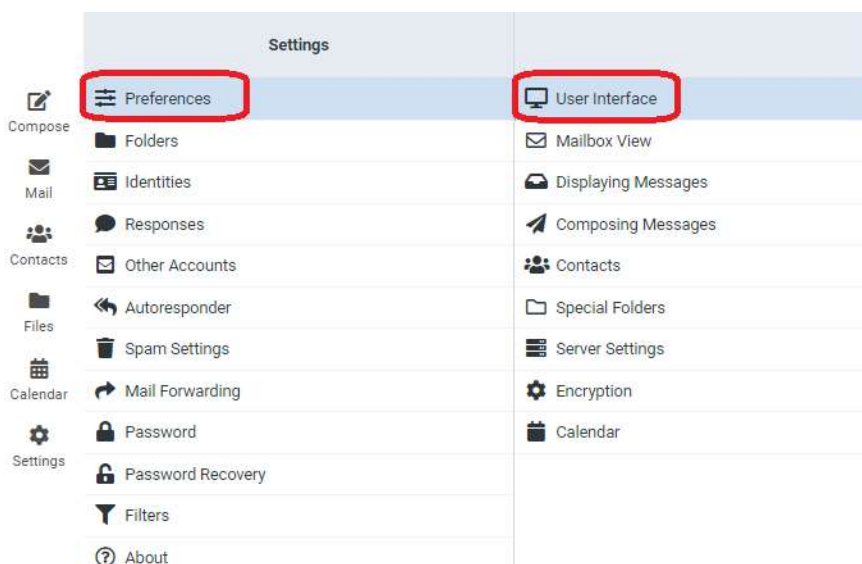 Settings
Compose
Mail
Contacts
Files
Calendar
Settings
Preferences
Folders
Identities
Responses
Other Accounts
Autoresponder
Spam Settings
Mail Forwarding
Password
Password Recovery
Filters
About
User Interface
Mailbox View
Displaying Messages
Composing Messages
Contacts
Special Folders
Server Settings
Encryption
Calendar